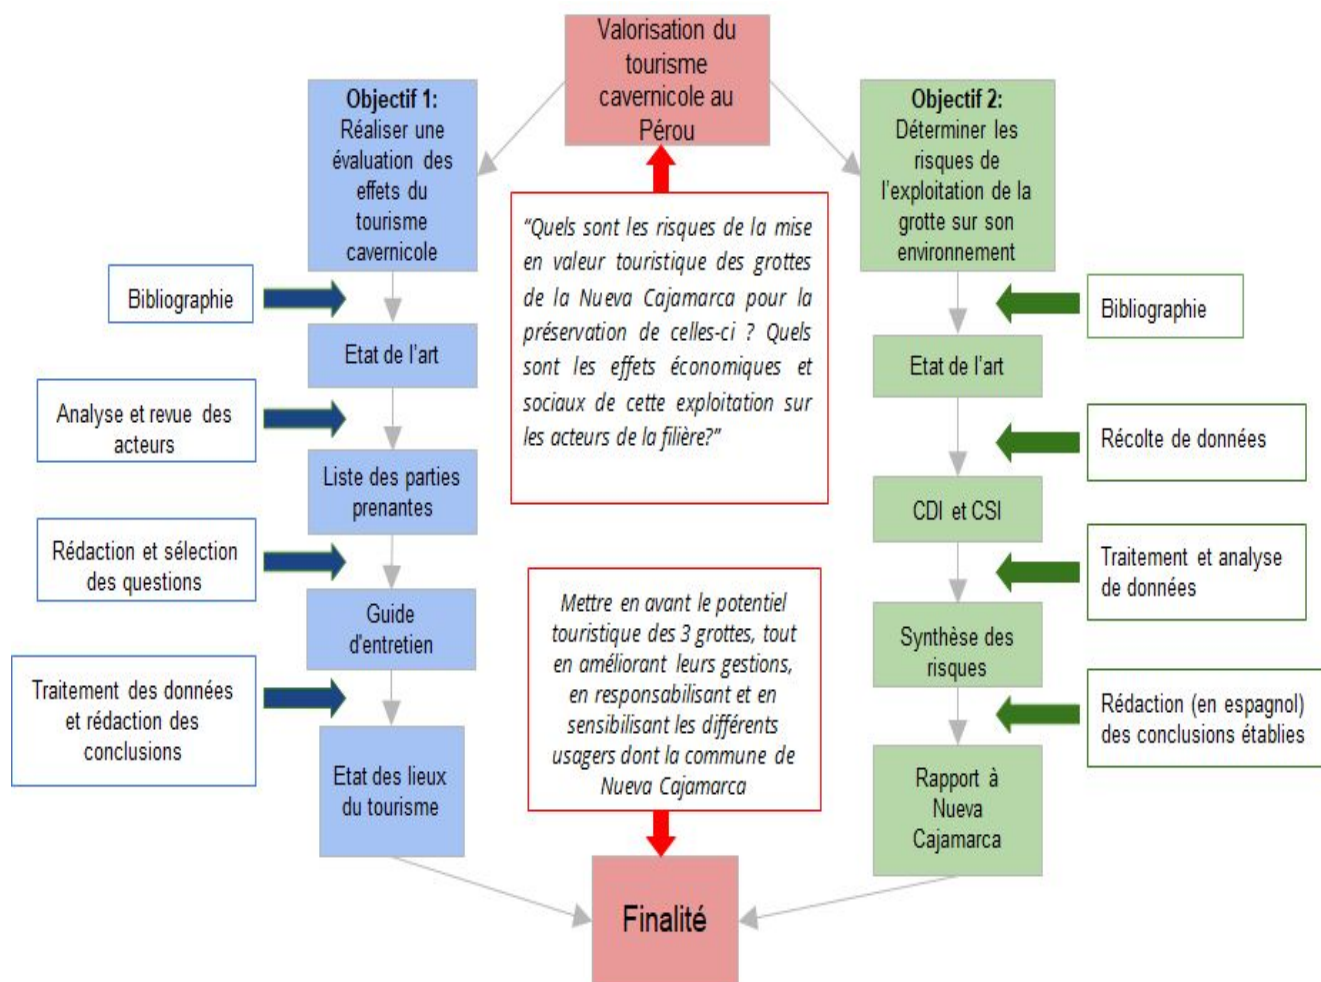 Valorisation du
tourisme
cavernicole au
Pérou
Objectif 1:
Réaliser une
évaluation des
effets du
tourisme
cavernicole
Objectif 2:
Déterminer les
risques de
l'exploitation de la
grotte sur son
environnement
“Quels sont les risques de la mise
en valeur touristique des grottes
de la Nueva Cajamarca pour la
préservation de celles-ci ? Quels
sont les effets économiques et
sociaux de cette exploitation sur
les acteurs de la filière?”
Bibliographie
Etat de l'art
Analyse et revue des
acteurs
Liste des parties
prenantes
Rédaction et sélection
des questions
Guide
d'entretien
Traitement des données
et rédaction des
conclusions
Etat des lieux
du tourisme
Bibliographie
Etat de l'art
Récolte de données
CDI et CSI
Traitement et analyse
de données
Synthèse des
risques
Rédaction (en espagnol)
des conclusions établies
Rapport à
Nueva
Cajamarca
Mettre en avant le potentiel
touristique des 3 grottes, tout
en améliorant leurs gestions,
en responsabilisant et en
sensibilisant les différents
usagers dont la commune de
Nueva Cajamarca
Finalité